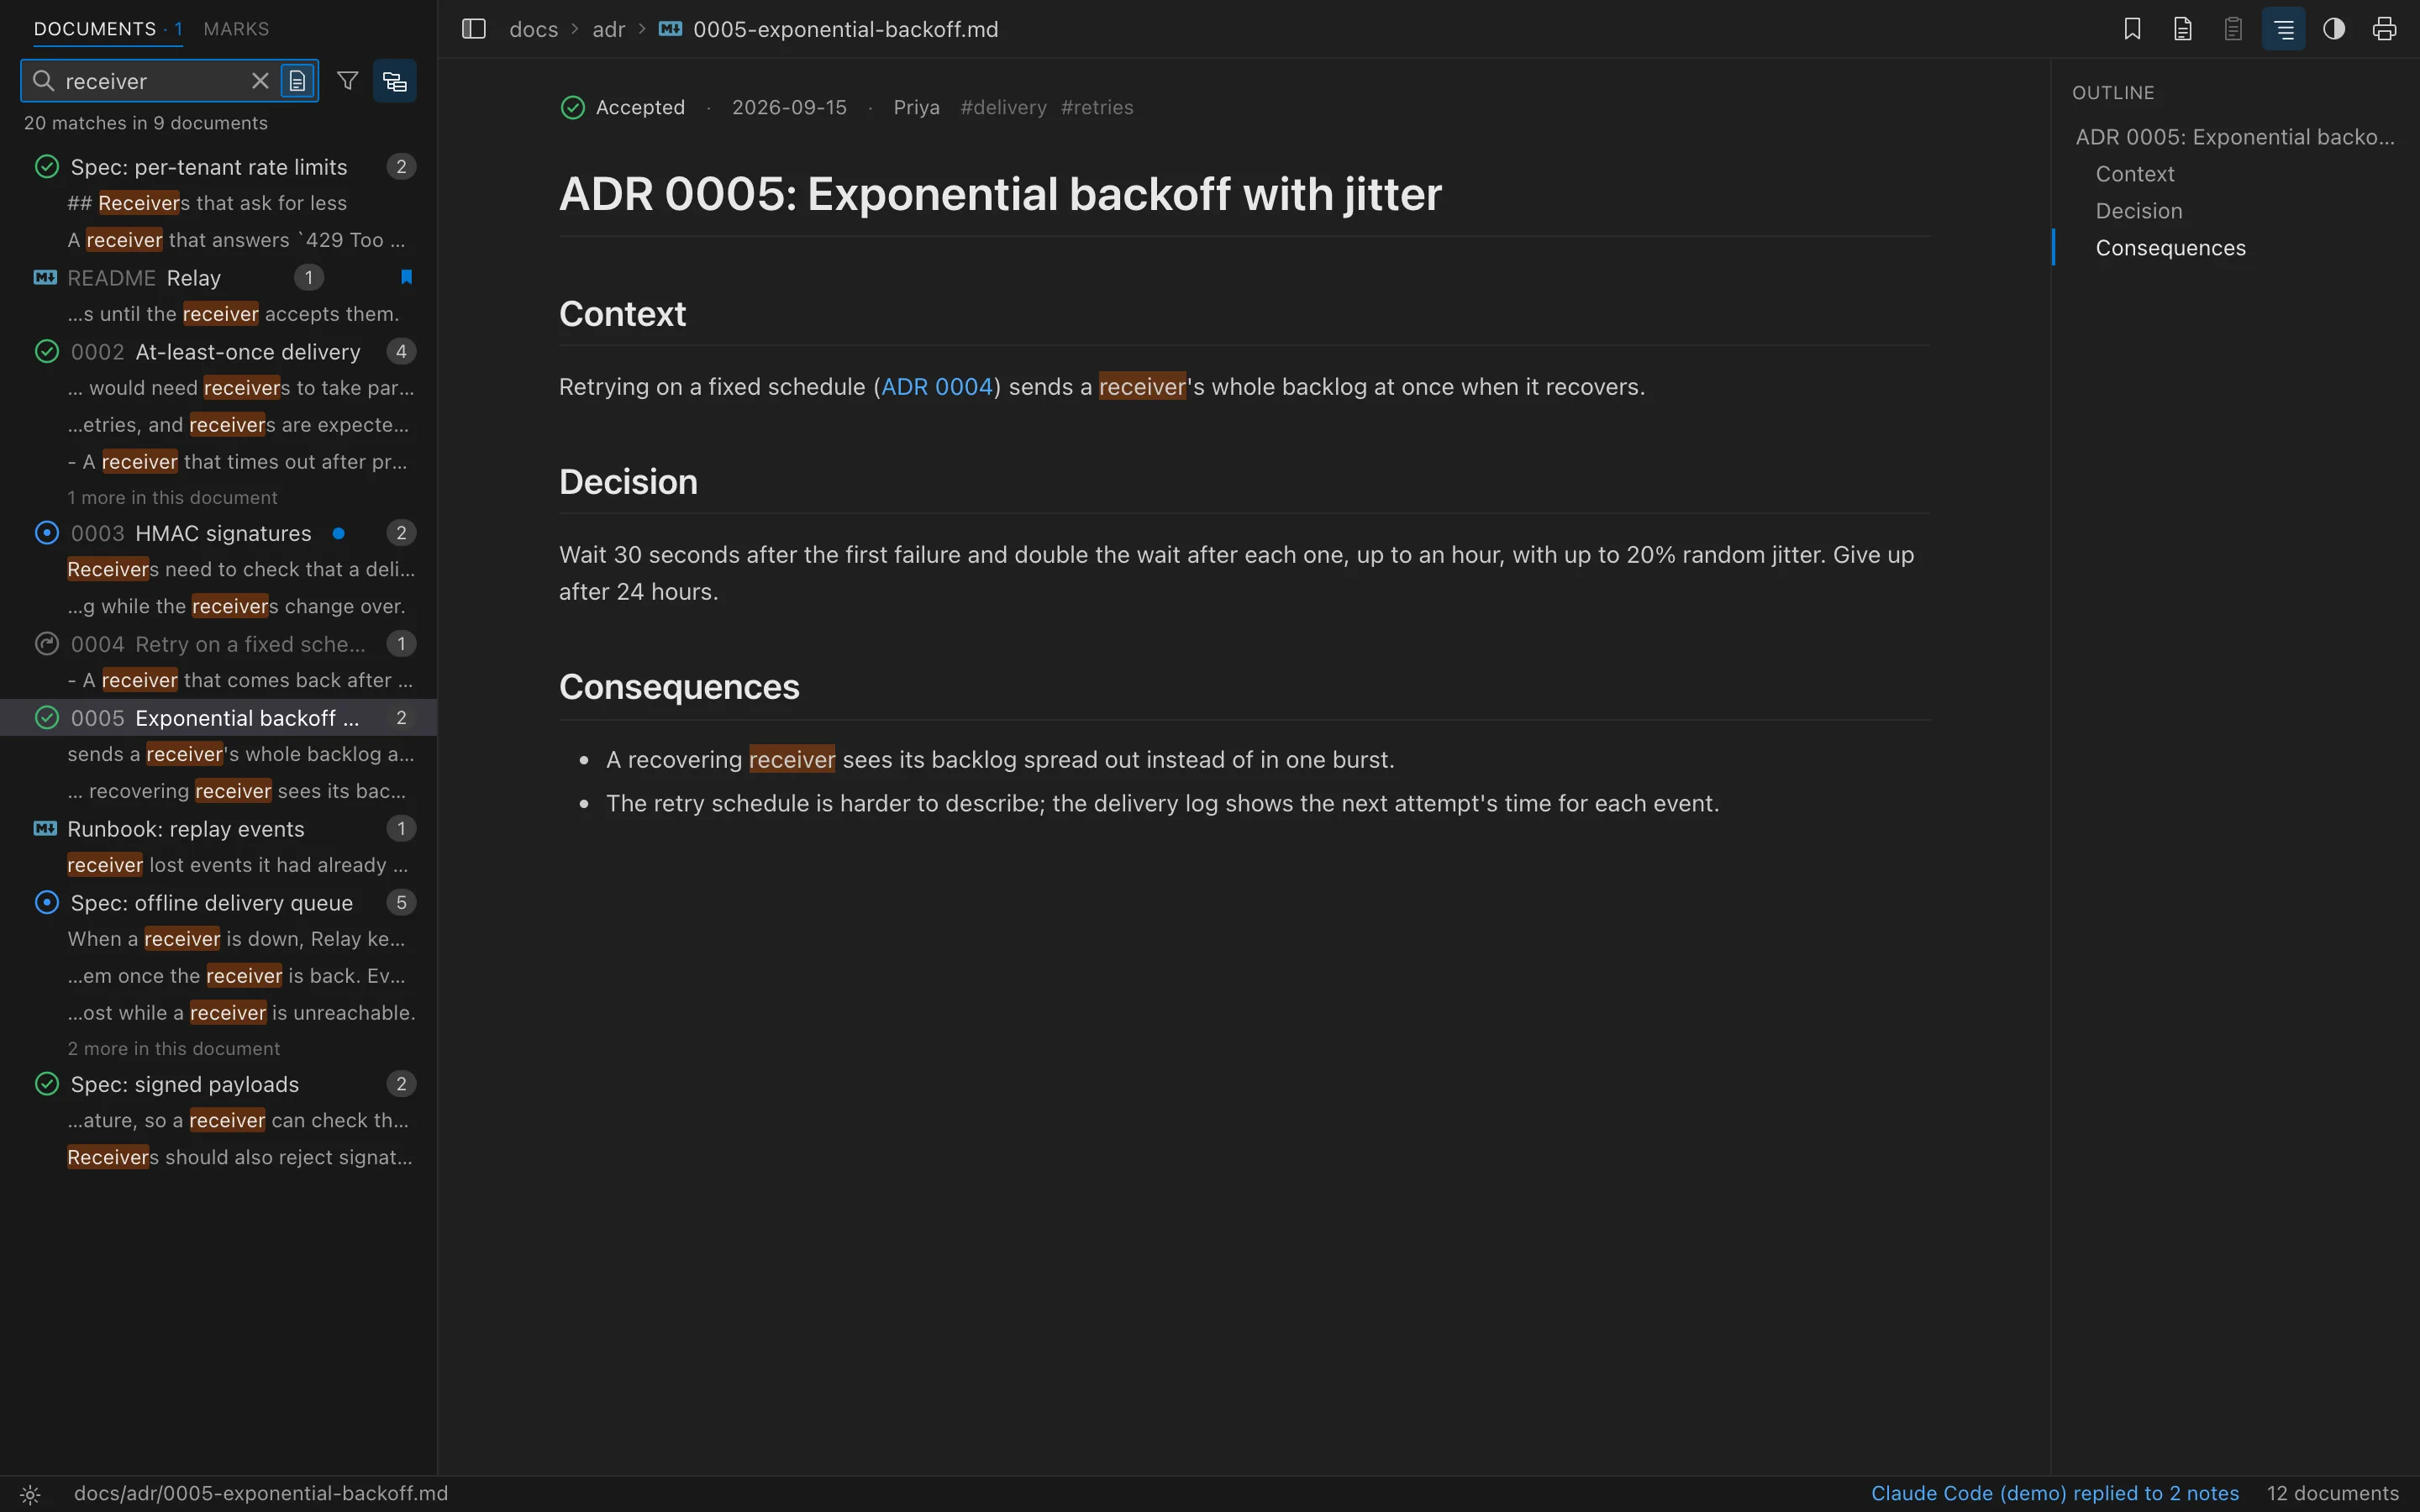 DOCUMENTS · 1 MARKS
receiver
20 matches in 9 documents
Spec: per-tenant rate limits 2
## Receivers that ask for less
A receiver that answers `429 Too ...
README Relay 1
...s until the receiver accepts them.
0002 At-least-once delivery 4
... would need receivers to take par...
...etries, and receivers are expecte...
- A receiver that times out after pr...
1 more in this document
0003 HMAC signatures 2
Receivers need to check that a deli...
...g while the receivers change over.
0004 Retry on a fixed sche... 1
- A receiver that comes back after ...
0005 Exponential backoff ... 2
sends a receiver's whole backlog a...
... recovering receiver sees its bac...
Runbook: replay events 1
receiver lost events it had already ...
Spec: offline delivery queue 5
When a receiver is down, Relay ke...
...em once the receiver is back. Ev...
...ost while a receiver is unreachable.
2 more in this document
Spec: signed payloads 2
...ature, so a receiver can check th...
Receivers should also reject signat...
docs > adr > 0005-exponential-backoff.md
Accepted · 2026-09-15 · Priya #delivery #retries
ADR 0005: Exponential backoff with jitter
Context
Retrying on a fixed schedule (ADR 0004) sends a receiver's whole backlog at once when it recovers.
Decision
Wait 30 seconds after the first failure and double the wait after each one, up to an hour, with up to 20% random jitter. Give up
after 24 hours.
Consequences
• A recovering receiver sees its backlog spread out instead of in one burst.
• The retry schedule is harder to describe; the delivery log shows the next attempt's time for each event.
OUTLINE
ADR 0005: Exponential backo...
Context
Decision
Consequences
docs/adr/0005-exponential-backoff.md
Claude Code (demo) replied to 2 notes 12 documents